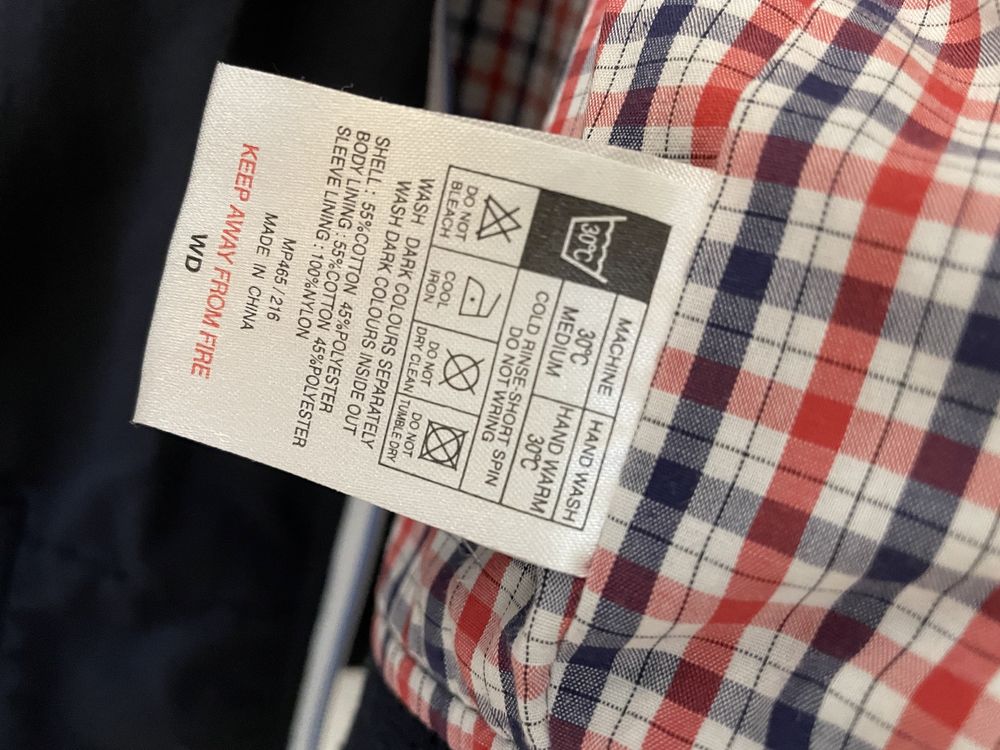 MACHINE HAND WASH
30°C MEDIUM HAND WARM 30°C
30°C
COLD RINSE·SHORT SPIN
DO NOT WRING
DO NOT BLEACH
COOL IRON
DO NOT DRY CLEAN
DO NOT TUMBLE DRY
WASH DARK COLOURS SEPARATELY
WASH DARK COLOURS INSIDE OUT
SHELL : 55%COTTON 45%POLYESTER
BODY LINING : 55%COTTON 45%POLYESTER
SLEEVE LINING : 100%NYLON
MP465 / 216
MADE IN CHINA
KEEP AWAY FROM FIRE
WD